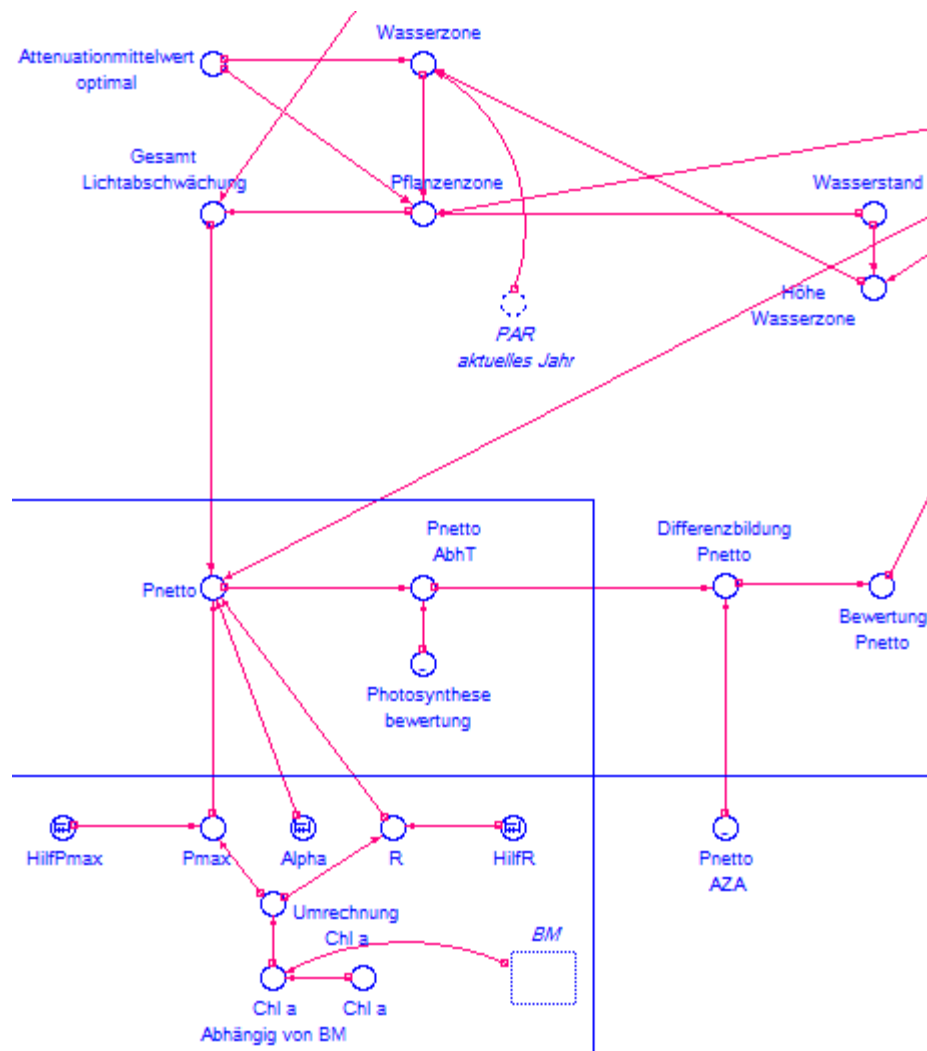 Wasserzone
Attenuationmittelwert
optimal
Gesamt
Lichtabschwächung
Pflanzenzone
Wasserstand
Höhe
Wasserzone
PAR
aktuelles Jahr
Pnetto
AbhT
Differenzbildung
Pnetto
Pnetto
Bewertung
Pnetto
Photosynthese
bewertung
HilfPmax
Pmax
Alpha
R
HilfR
Pnetto
AZA
Umrechnung
Chl a
BM
Chl a
Abhängig von BM
Chl a